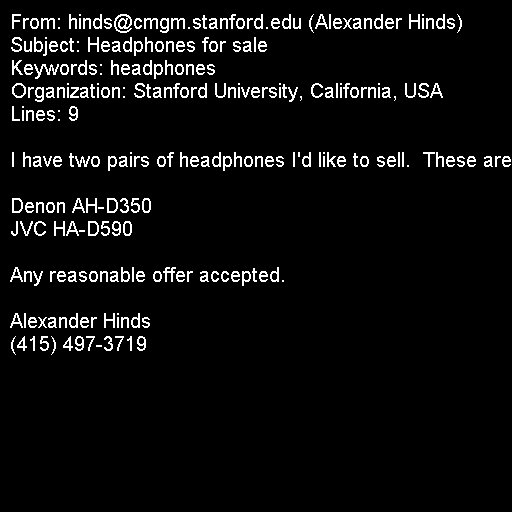 From: hinds@cmgm.stanford.edu (Alexander Hinds)
Subject: Headphones for sale
Keywords: headphones
Organization: Stanford University, California, USA
Lines: 9
I have two pairs of headphones I'd like to sell.  These are
Denon AH-D350
JVC HA-D590
Any reasonable offer accepted.
Alexander Hinds
(415) 497-3719